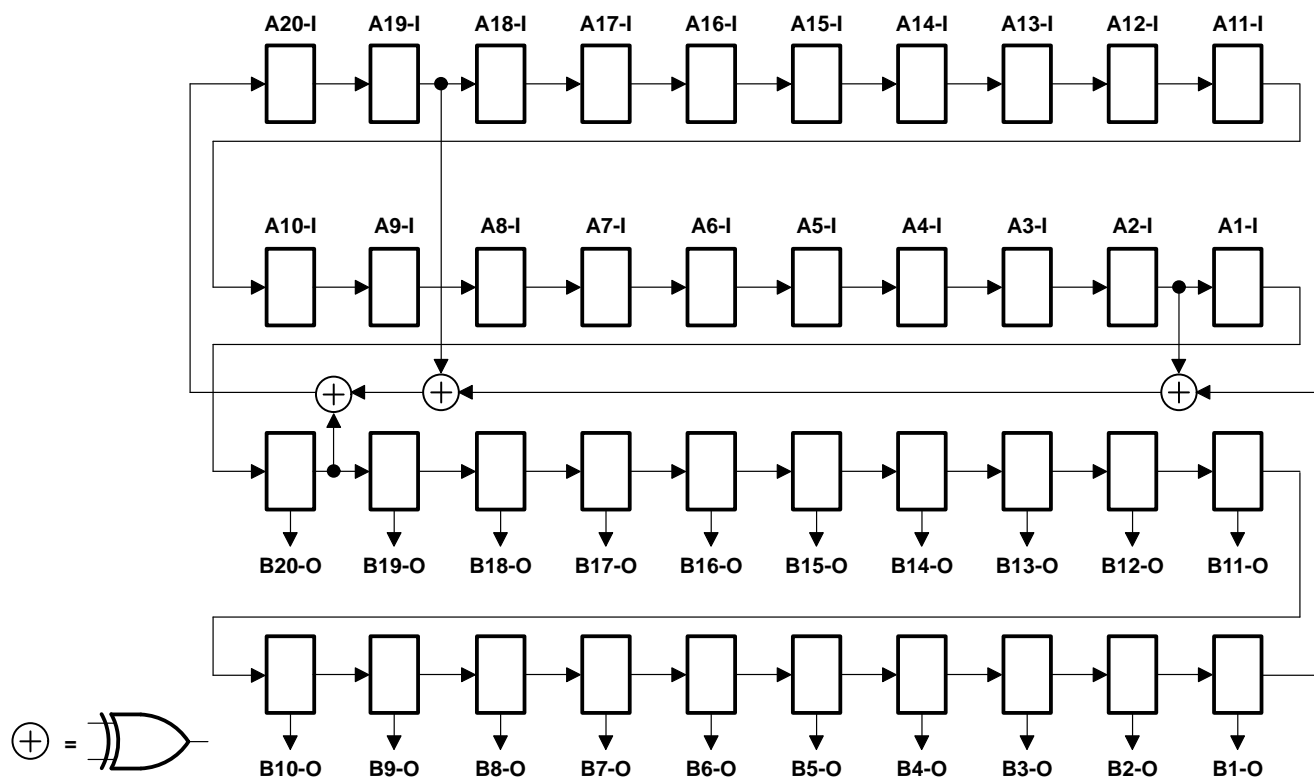 A20-I A19-I A18-I A17-I A16-I A15-I A14-I A13-I A12-I A11-I
A10-I A9-I A8-I A7-I A6-I A5-I A4-I A3-I A2-I A1-I
B20-O B19-O B18-O B17-O B16-O B15-O B14-O B13-O B12-O B11-O
=
B10-O B9-O B8-O B7-O B6-O B5-O B4-O B3-O B2-O B1-O